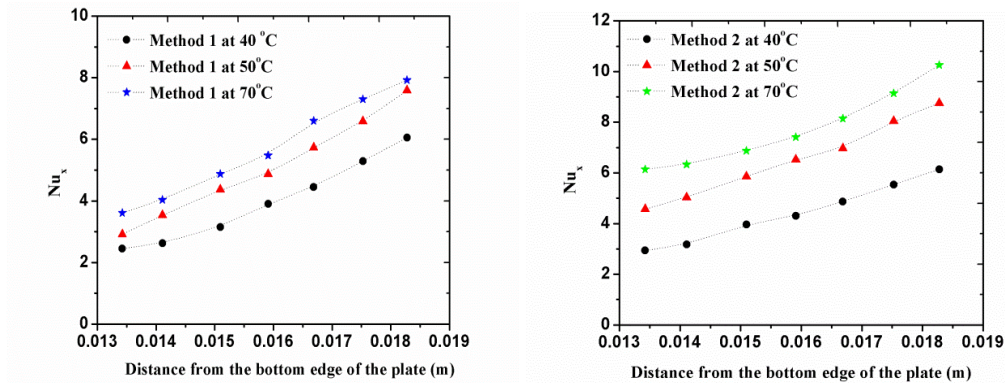 10
8
6
4
2
0
Nuₓ
Method 1 at 40 °C
Method 1 at 50°C
Method 1 at 70°C
0.013 0.014 0.015 0.016 0.017 0.018 0.019
Distance from the bottom edge of the plate (m)
12
10
8
6
4
2
0
Nuₓ
Method 2 at 40°C
Method 2 at 50°C
Method 2 at 70°C
0.013 0.014 0.015 0.016 0.017 0.018 0.019
Distance from the bottom edge of the plate (m)